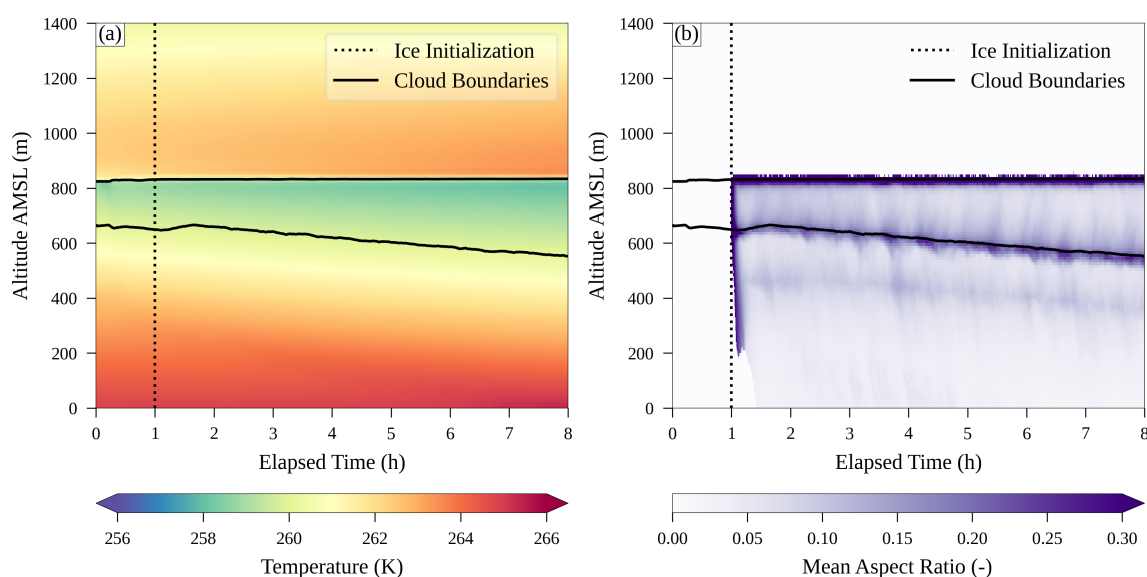 (a)
Ice Initialization
Cloud Boundaries
1400
1200
1000
800
600
400
200
0
Altitude AMSL (m)
0 1 2 3 4 5 6 7 8
Elapsed Time (h)
256 258 260 262 264 266
Temperature (K)
(b)
Ice Initialization
Cloud Boundaries
1400
1200
1000
800
600
400
200
0
Altitude AMSL (m)
0 1 2 3 4 5 6 7 8
Elapsed Time (h)
0.00 0.05 0.10 0.15 0.20 0.25 0.30
Mean Aspect Ratio (-)